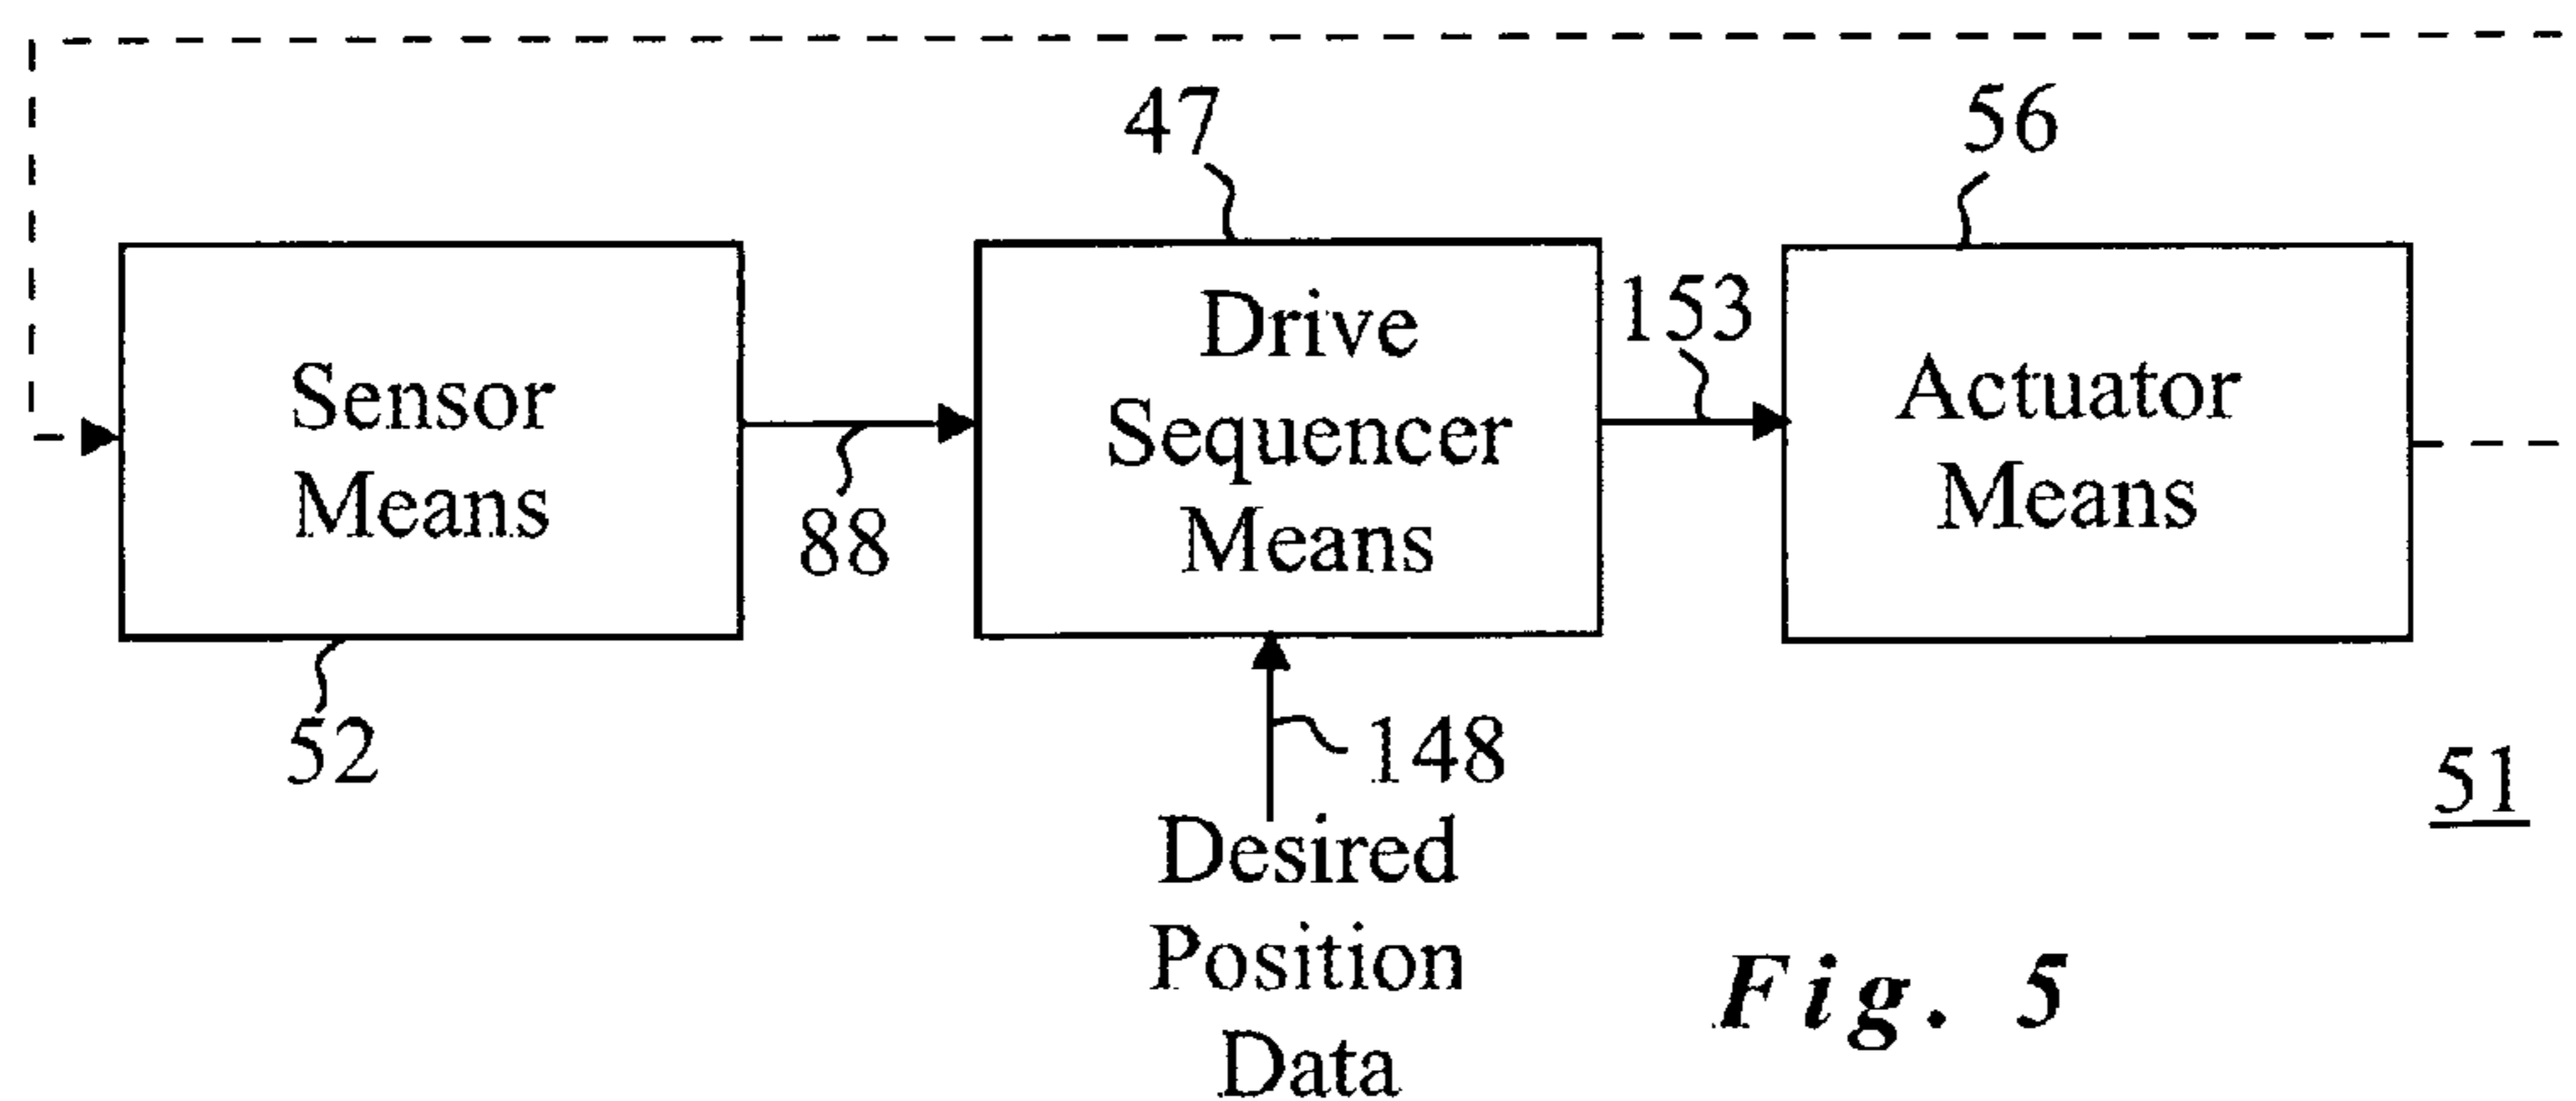 47
56
Sensor
Means
88
52
Drive
Sequencer
Means
153
Actuator
Means
148
Desired
Position
Data
51
Fig. 5